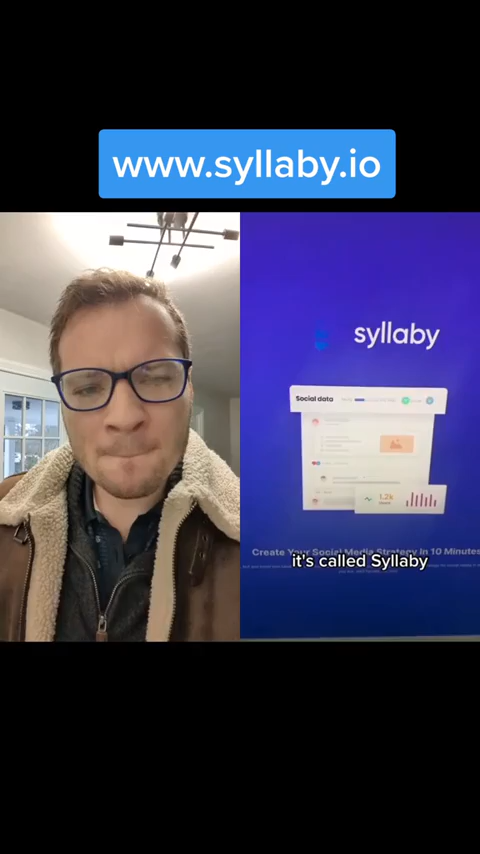 www.syllaby.io
syllaby
Social data
1.2k
Create Your Social Media Strategy In 10 Minutes
it's called Syllaby